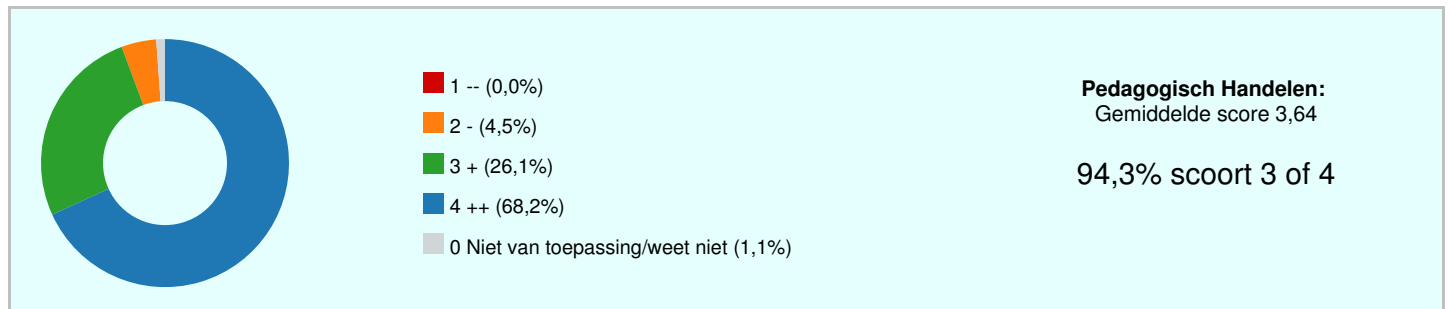 1 -- (0,0%)
2 - (4,5%)
3 + (26,1%)
4 ++ (68,2%)
0 Niet van toepassing/weet niet (1,1%)
Pedagogisch Handelen:
Gemiddelde score 3,64
94,3% scoort 3 of 4